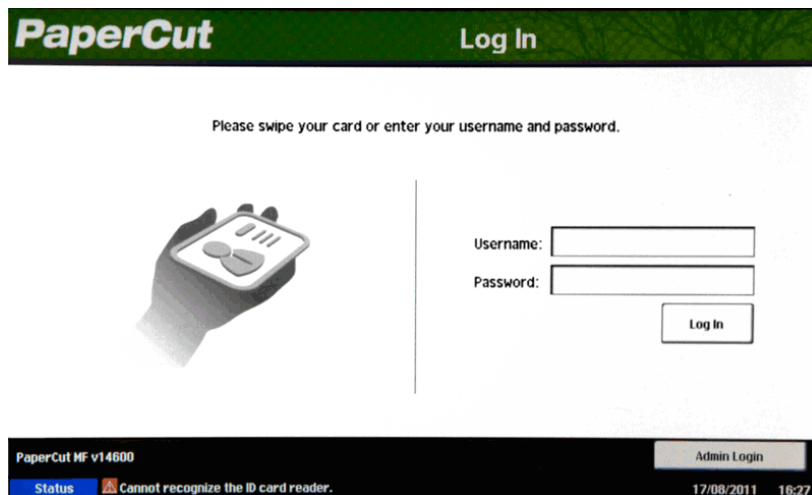 PaperCut
Log In
Please swipe your card or enter your username and password.
Username:
Password:
Log In
PaperCut MF v14600
Admin Login
Status
Cannot recognize the ID card reader.
17/08/2011 16:27